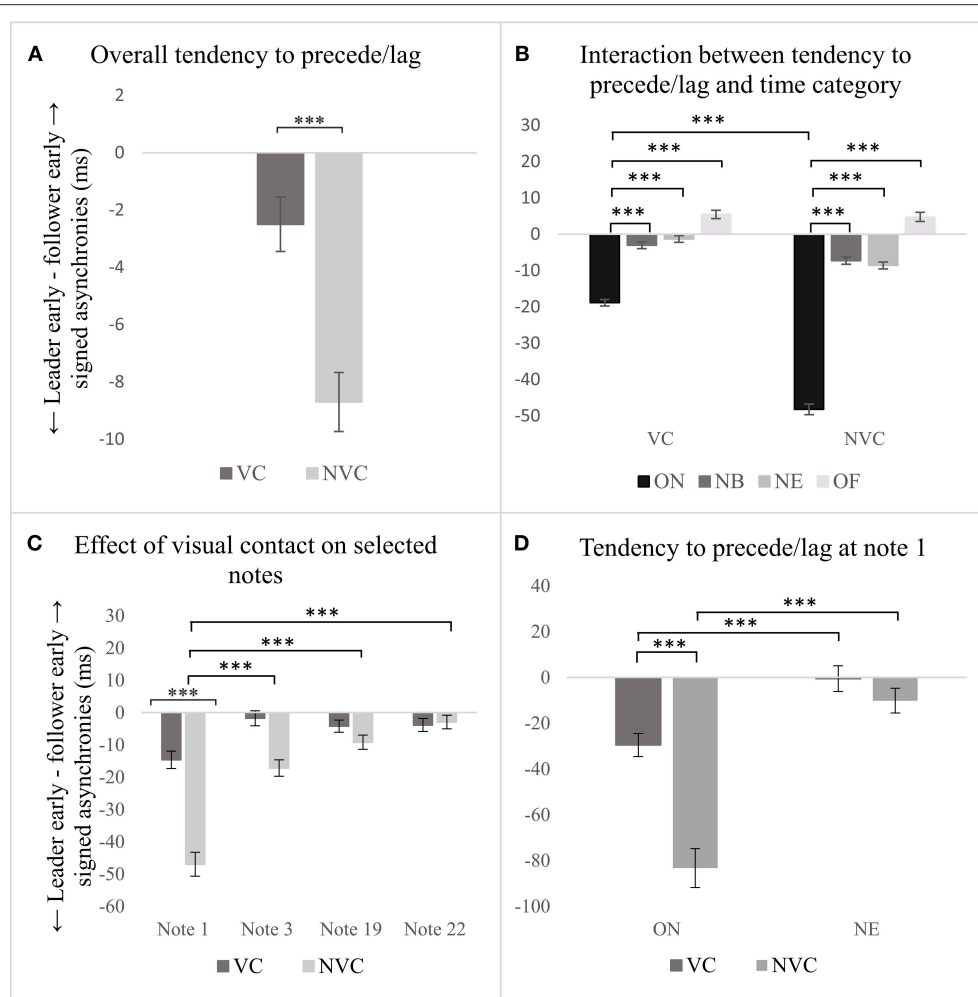 A Overall tendency to precede/lag
← Leader early - follower early →
signed asynchronies (ms)
2
0
-2
-4
-6
-8
-10
***
VC NVC
B Interaction between tendency to
precede/lag and time category
30
20
10
0
-10
-20
-30
-40
-50
***
*** ***
*** ***
*** ***
VC NVC
ON NB NE OF
C Effect of visual contact on selected
notes
← Leader early - follower early →
signed asynchronies (ms)
30
20
10
0
-10
-20
-30
-40
-50
-60
***
***
***
***
Note 1 Note 3 Note 19 Note 22
VC NVC
D Tendency to precede/lag at note 1
40
20
0
-20
-40
-60
-80
-100
***
***
***
ON NE
VC NVC